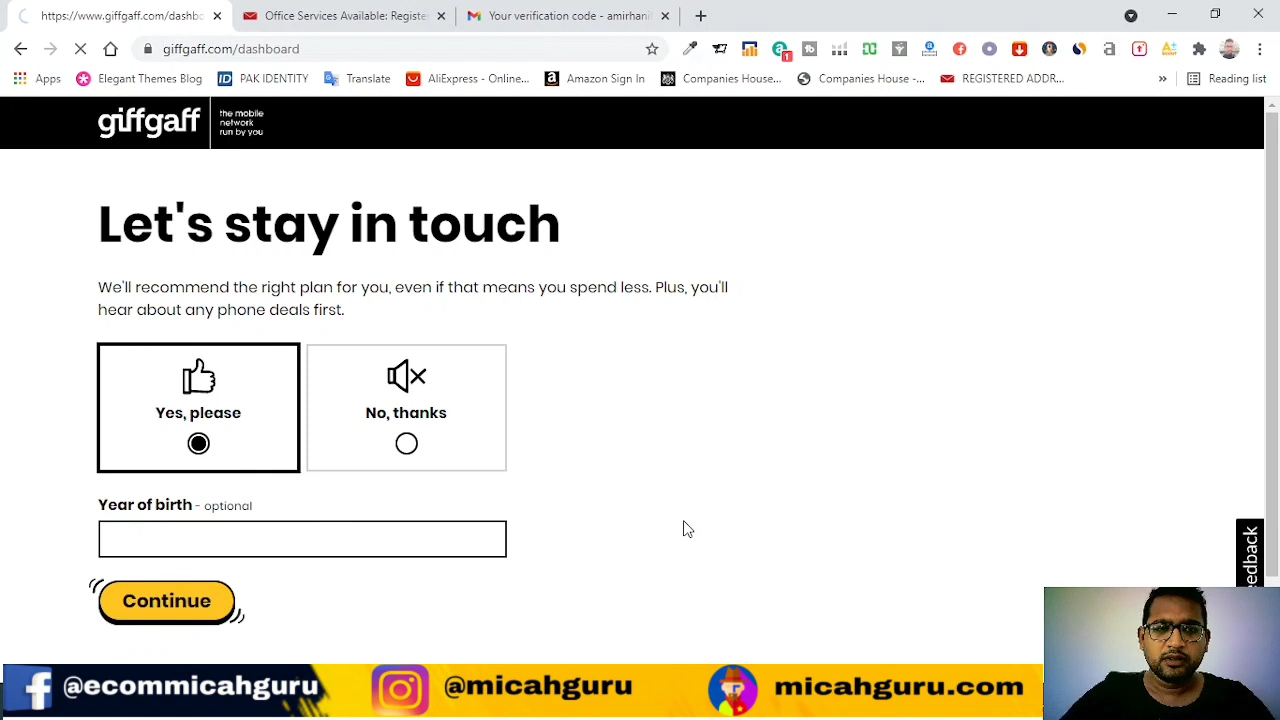 https://www.giffgaff.com/dashb
Office Services Available: Registe
Your verification code - amirhani
giffgaff.com/dashboard
1
A+
Apps
Elegant Themes Blog
ID
PAK IDENTITY
Translate
AliExpress - Online...
Amazon Sign In
Companies House...
Companies House -...
REGISTERED ADDR...
»
Reading list
giffgaff
the mobile
network
run by you
Let's stay in touch
We'll recommend the right plan for you, even if that means you spend less. Plus, you'll
hear about any phone deals first.
Yes, please
No, thanks
Year of birth - optional
Continue
eedback
@ecommicahguru
@micahguru
micahguru.com